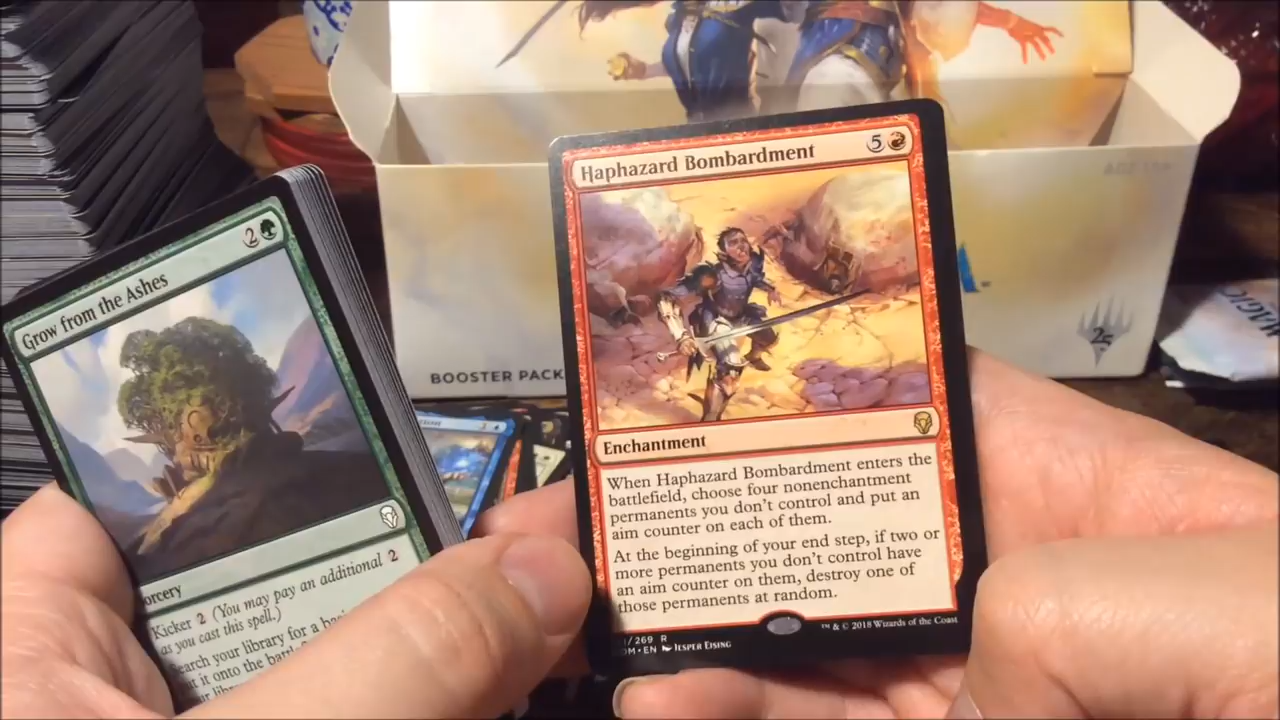 Grow from the Ashes
2
Kicker 2 (You may pay an additional 2
as you cast this spell.)
BOOSTER PACK
Haphazard Bombardment
5
Enchantment
When Haphazard Bombardment enters the
battlefield, choose four nonenchantment
permanents you don't control and put an
aim counter on each of them.
At the beginning of your end step, if two or
more permanents you don't control have
an aim counter on them, destroy one of
those permanents at random.
/269 R
EN JESPER EJSING
™ & © 2018 Wizards of the Coast
25
MAGIC